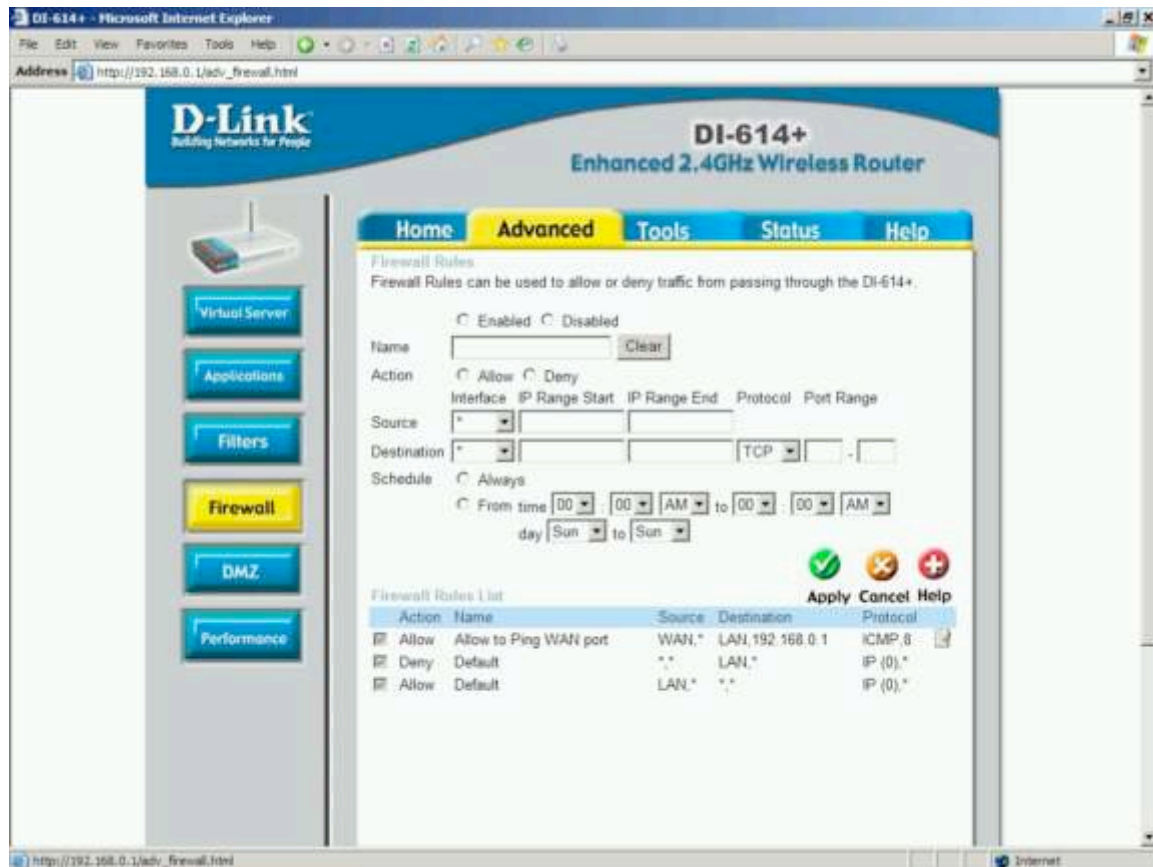 DI-614+ - Microsoft Internet Explorer
File Edit View Favorites Tools Help
Address http://192.168.0.1/adv_firewall.html
D-Link
Building Networks for People
DI-614+
Enhanced 2.4GHz Wireless Router
Home Advanced Tools Status Help
Virtual Server
Applications
Filters
Firewall
DMZ
Performance
Firewall Rules
Firewall Rules can be used to allow or deny traffic from passing through the DI-614+.
Enabled Disabled
Name Clear
Action Allow Deny
Interface IP Range Start IP Range End Protocol Port Range
Source *
Destination * TCP -
Schedule Always
From time 00 : 00 AM to 00 : 00 AM
day Sun to Sun
Apply Cancel Help
Firewall Rules List
Action Name Source Destination Protocol
Allow Allow to Ping WAN port WAN,* LAN,192.168.0.1 ICMP,8
Deny Default *,* LAN,* IP (0),*
Allow Default LAN,* *,* IP (0),*
http://192.168.0.1/adv_firewall.html Internet